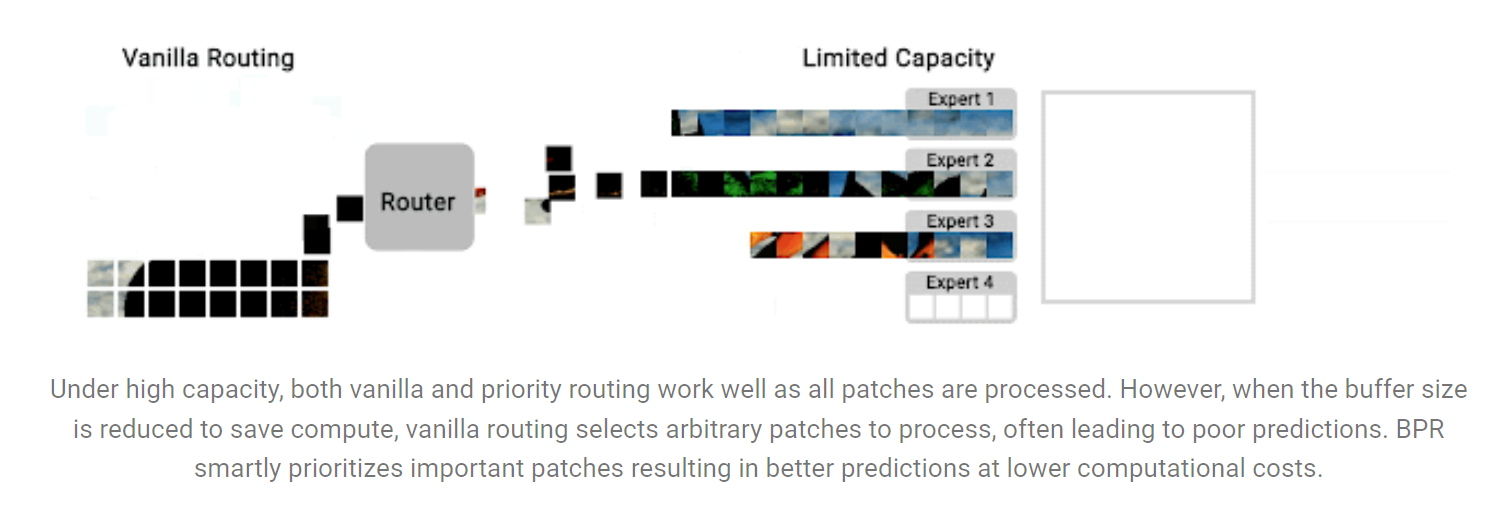 Vanilla Routing
Limited Capacity
Expert 1
Expert 2
Router
Expert 3
Expert 4
Under high capacity, both vanilla and priority routing work well as all patches are processed. However, when the buffer size
is reduced to save compute, vanilla routing selects arbitrary patches to process, often leading to poor predictions. BPR
smartly prioritizes important patches resulting in better predictions at lower computational costs.